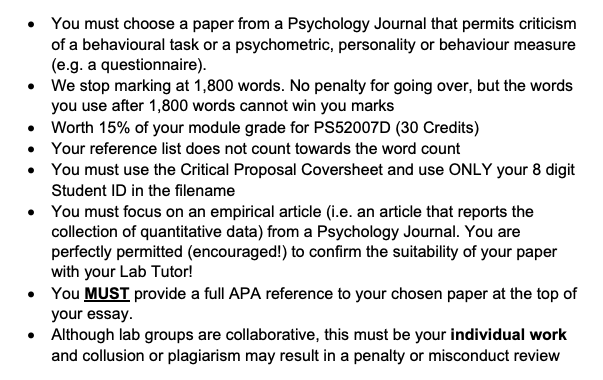 • You must choose a paper from a Psychology Journal that permits criticism
of a behavioural task or a psychometric, personality or behaviour measure
(e.g. a questionnaire).
• We stop marking at 1,800 words. No penalty for going over, but the words
you use after 1,800 words cannot win you marks
• Worth 15% of your module grade for PS52007D (30 Credits)
• Your reference list does not count towards the word count
• You must use the Critical Proposal Coversheet and use ONLY your 8 digit
Student ID in the filename
• You must focus on an empirical article (i.e. an article that reports the
collection of quantitative data) from a Psychology Journal. You are
perfectly permitted (encouraged!) to confirm the suitability of your paper
with your Lab Tutor!
• You MUST provide a full APA reference to your chosen paper at the top of
your essay.
• Although lab groups are collaborative, this must be your individual work
and collusion or plagiarism may result in a penalty or misconduct review